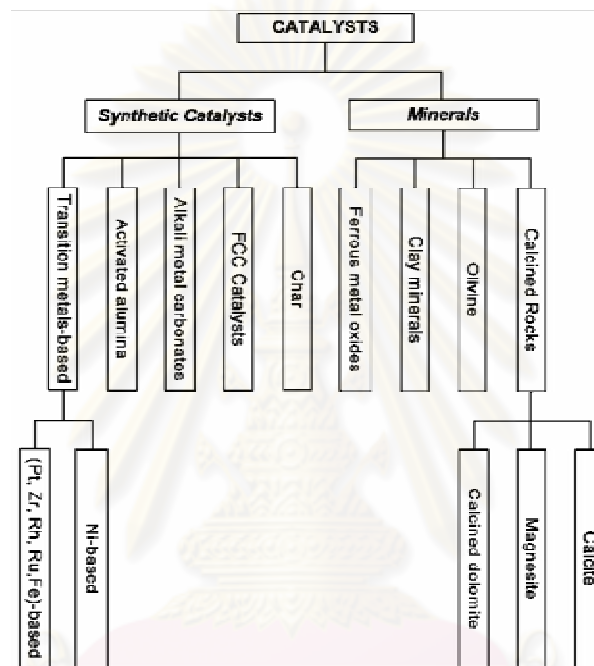 CATALYSTS
Synthetic Catalysts
Minerals
Transition metals-based
Activated alumina
Alkali metal carbonates
FCC Catalysts
Char
Ferrous metal oxides
Clay minerals
Olivine
Calcined Rocks
(Pt, Zr, Rh, Ru,Fe)-based
Ni-based
Calcined dolomite
Magnesite
Calcite